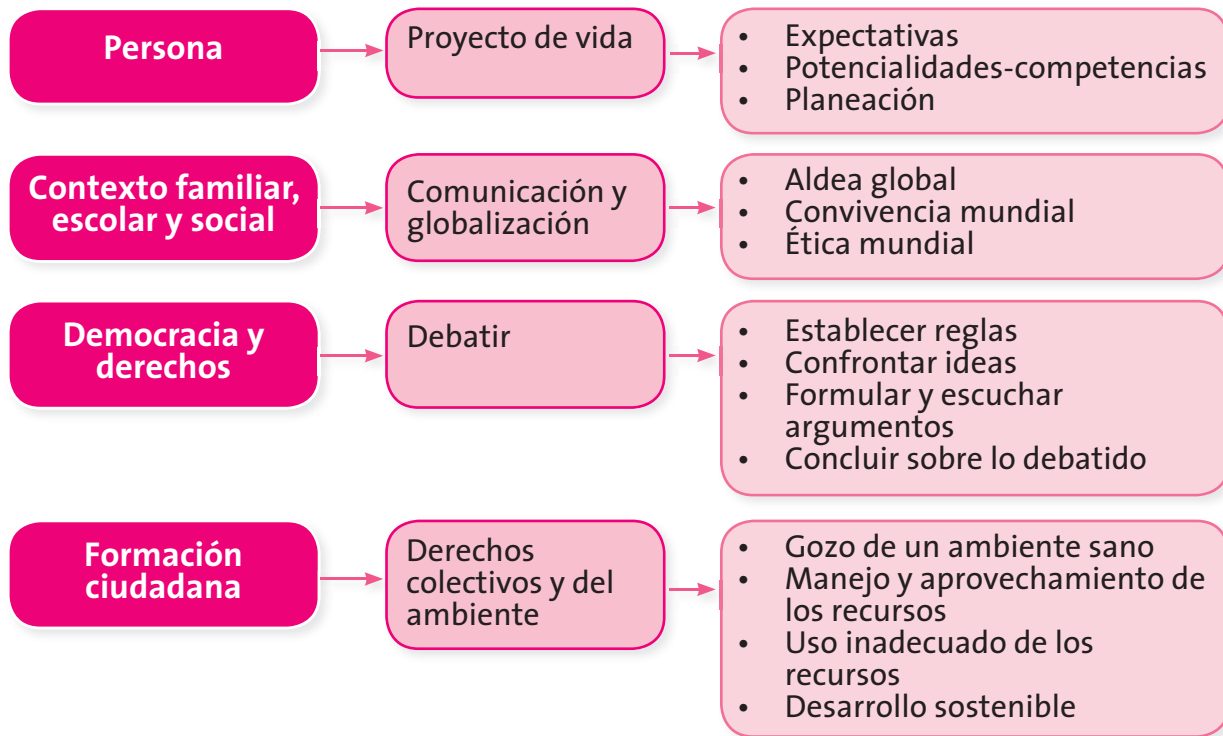 Persona
Proyecto de vida
• Expectativas
• Potencialidades-competencias
• Planeación
Contexto familiar,
escolar y social
Comunicación y
globalización
• Aldea global
• Convivencia mundial
• Ética mundial
Democracia y
derechos
Debatir
• Establecer reglas
• Confrontar ideas
• Formular y escuchar
argumentos
• Concluir sobre lo debatido
Formación
ciudadana
Derechos
colectivos y del
ambiente
• Gozo de un ambiente sano
• Manejo y aprovechamiento de
los recursos
• Uso inadecuado de los
recursos
• Desarrollo sostenible